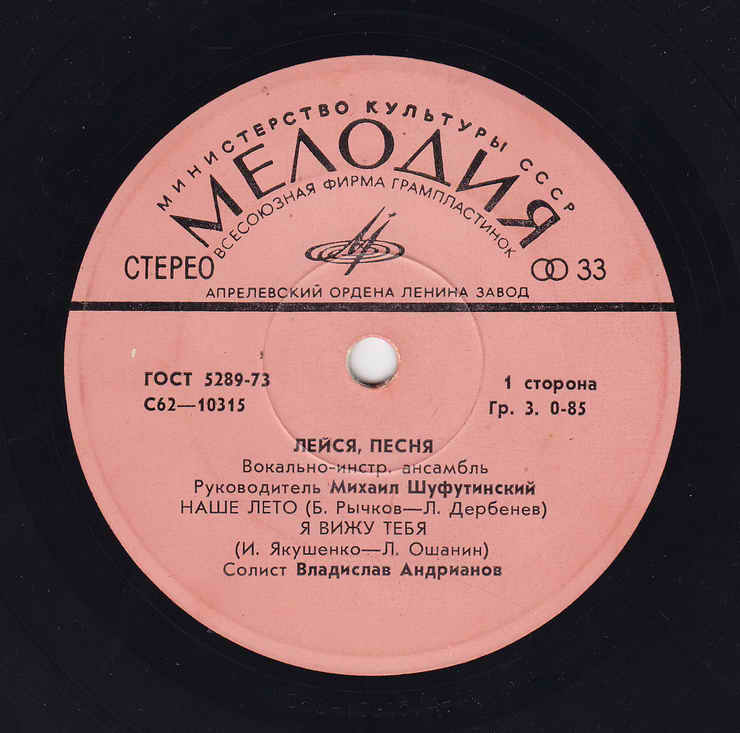 МИНИСТЕРСТВО КУЛЬТУРЫ СССР
МЕЛОДИЯ
ВСЕСОЮЗНАЯ ФИРМА ГРАМПЛАСТИНОК
СТЕРЕО
33
АПРЕЛЕВСКИЙ ОРДЕНА ЛЕНИНА ЗАВОД
ГОСТ 5289-73
1 сторона
С62—10315
Гр. 3. 0-85
ЛЕЙСЯ, ПЕСНЯ
Вокально-инстр. ансамбль
Руководитель Михаил Шуфутинский
НАШЕ ЛЕТО (Б. Рычков—Л. Дербенев)
Я ВИЖУ ТЕБЯ
(И. Якушенко—Л. Ошанин)
Солист Владислав Андрианов